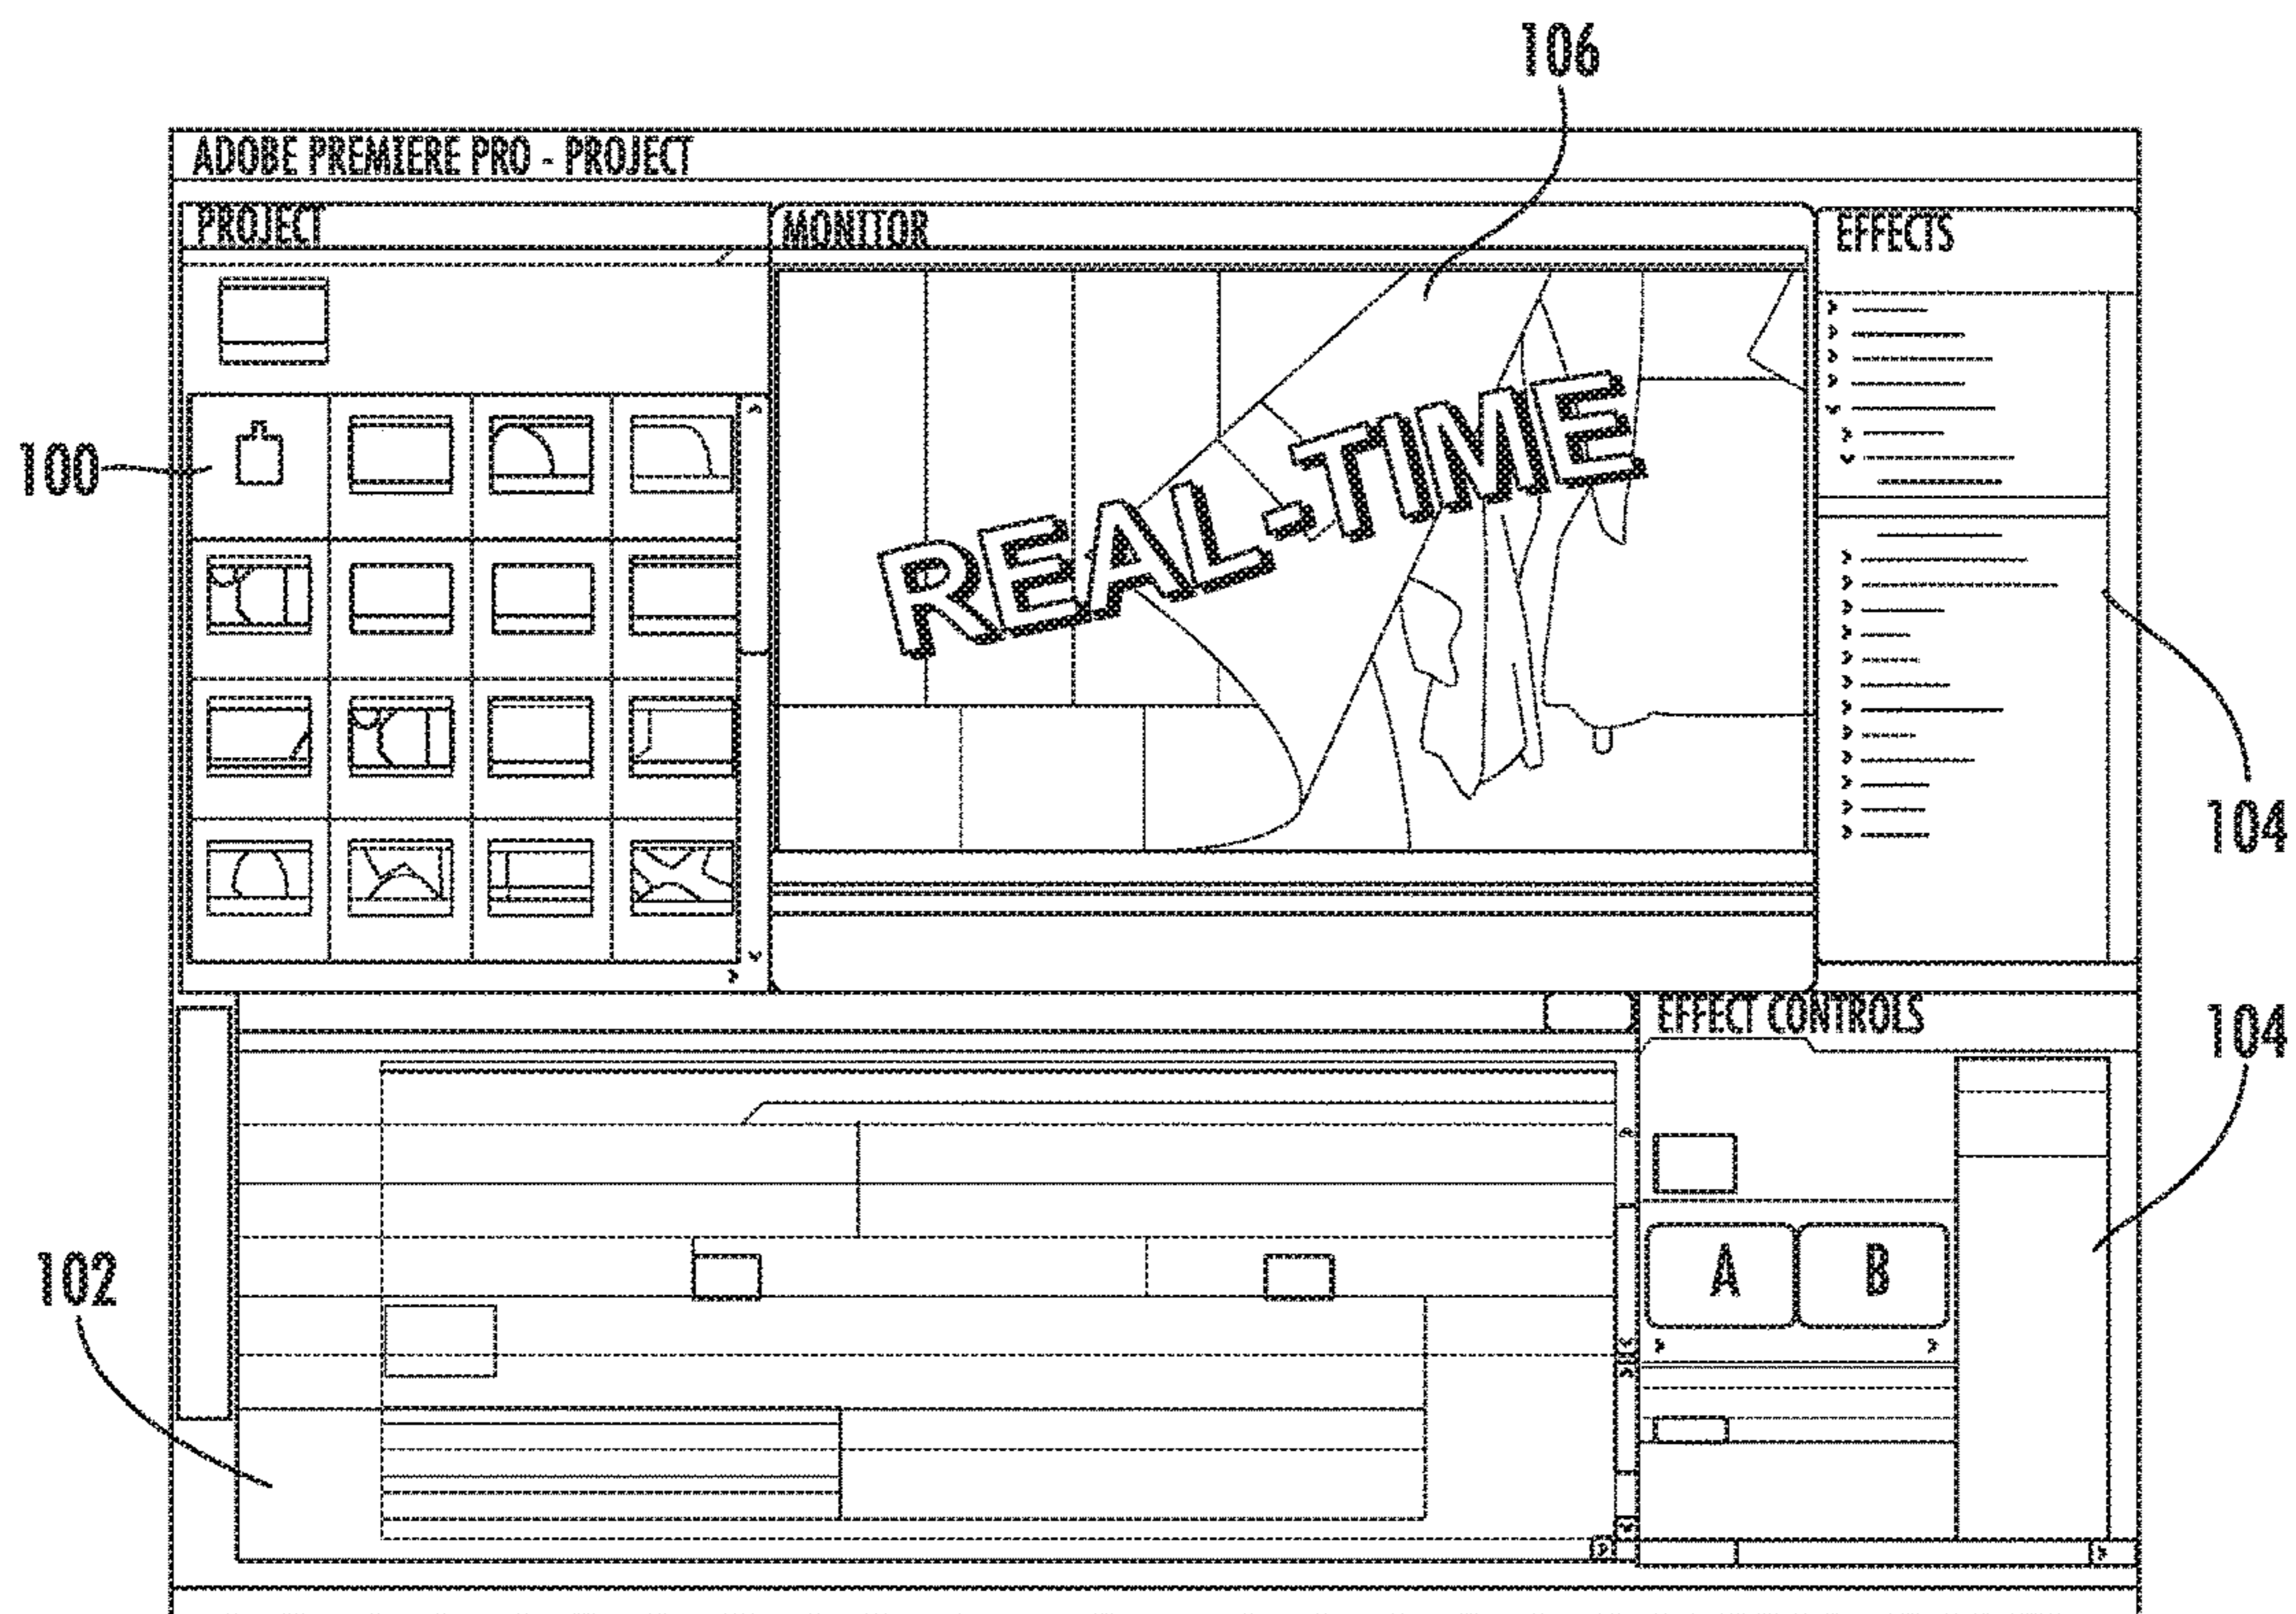 106
ADOBE PREMIERE PRO - PROJECT
PROJECT
MONITOR
EFFECTS
REAL-TIME
100
104
EFFECT CONTROLS
104
A
B
102